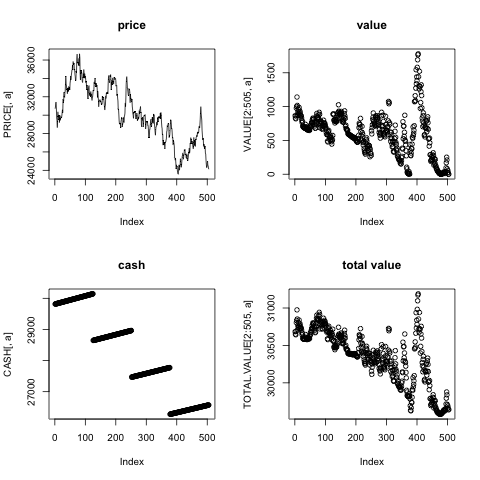 price
PRICE[, a]
24000 28000 32000 36000
0 100 200 300 400 500
Index
value
VALUE[2:505, a]
0 500 1000 1500
0 100 200 300 400 500
Index
cash
CASH[, a]
27000 29000
0 100 200 300 400 500
Index
total value
TOTAL.VALUE[2:505, a]
30000 30500 31000
0 100 200 300 400 500
Index